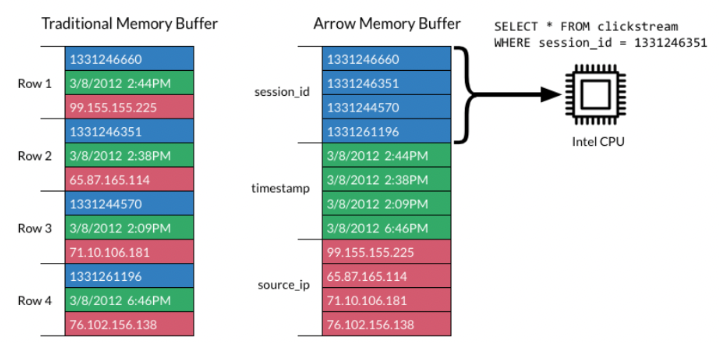 Traditional Memory Buffer
Row 1
1331246660
3/8/2012 2:44PM
99.155.155.225
Row 2
1331246351
3/8/2012 2:38PM
65.87.165.114
Row 3
1331244570
3/8/2012 2:09PM
71.10.106.181
Row 4
1331261196
3/8/2012 6:46PM
76.102.156.138
Arrow Memory Buffer
session_id
1331246660
1331246351
1331244570
1331261196
timestamp
3/8/2012 2:44PM
3/8/2012 2:38PM
3/8/2012 2:09PM
3/8/2012 6:46PM
source_ip
99.155.155.225
65.87.165.114
71.10.106.181
76.102.156.138
SELECT * FROM clickstream
WHERE session_id = 1331246351
Intel CPU